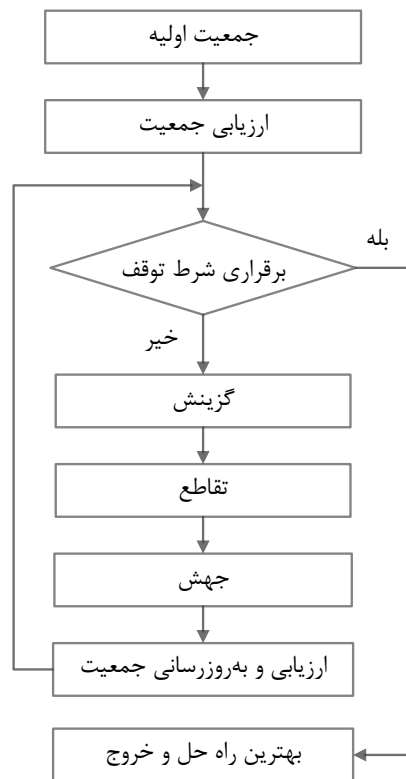 جمعیت اولیه
ارزیابی جمعیت
بله
برقراری شرط توقف
خیر
گزینش
تقاطع
جهش
ارزیابی و به‌روزرسانی جمعیت
بهترین راه حل و خروج